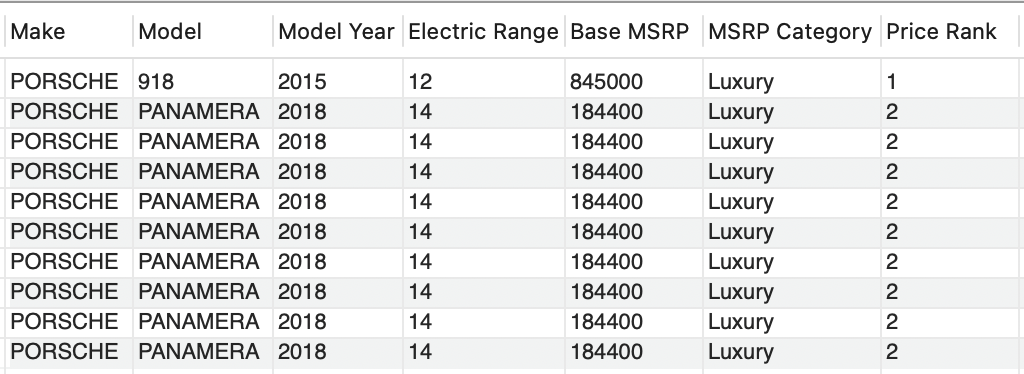 Make Model Model Year Electric Range Base MSRP MSRP Category Price Rank
PORSCHE 918 2015 12 845000 Luxury 1
PORSCHE PANAMERA 2018 14 184400 Luxury 2
PORSCHE PANAMERA 2018 14 184400 Luxury 2
PORSCHE PANAMERA 2018 14 184400 Luxury 2
PORSCHE PANAMERA 2018 14 184400 Luxury 2
PORSCHE PANAMERA 2018 14 184400 Luxury 2
PORSCHE PANAMERA 2018 14 184400 Luxury 2
PORSCHE PANAMERA 2018 14 184400 Luxury 2
PORSCHE PANAMERA 2018 14 184400 Luxury 2
PORSCHE PANAMERA 2018 14 184400 Luxury 2